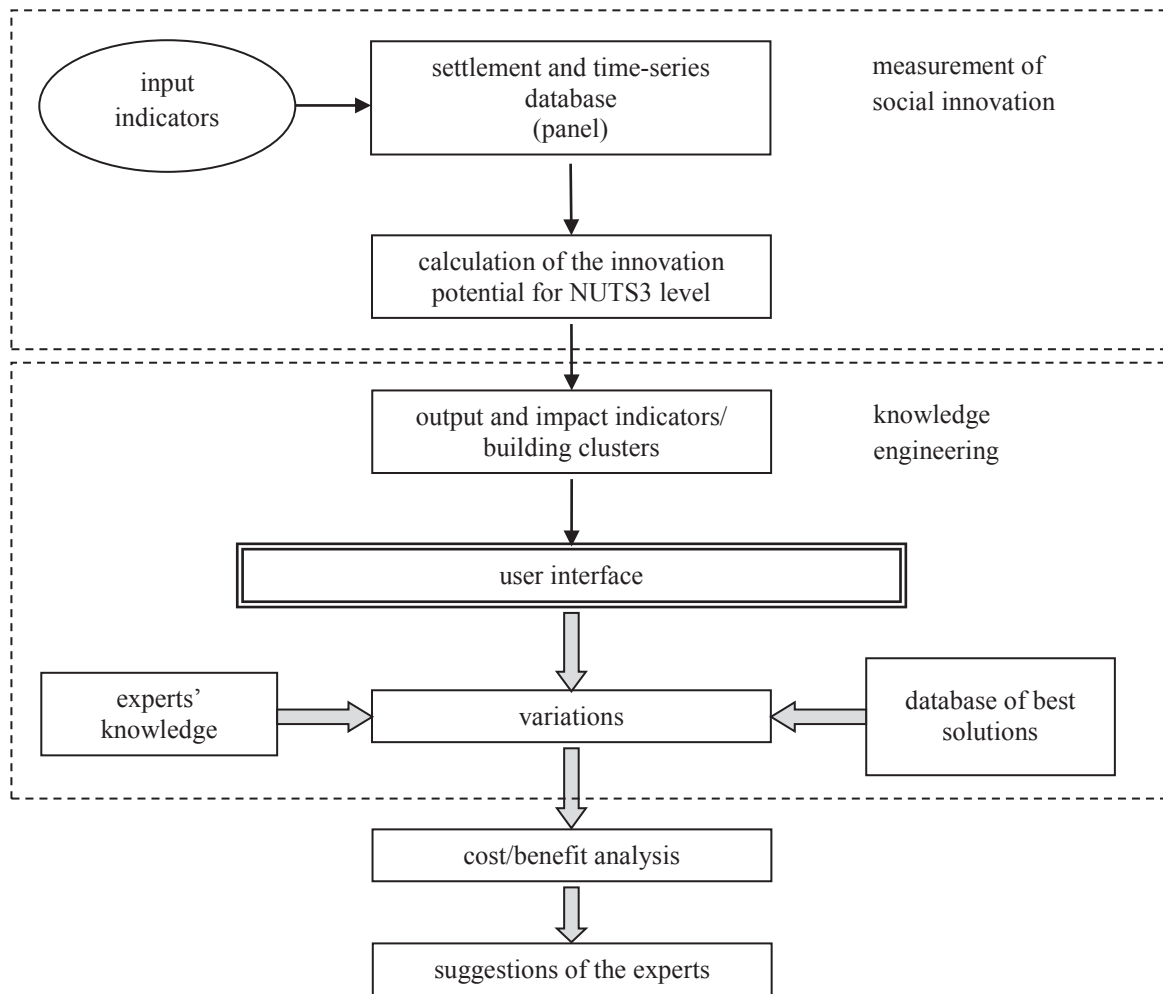 input
indicators
settlement and time-series
database
(panel)
measurement of
social innovation
calculation of the innovation
potential for NUTS3 level
output and impact indicators/
building clusters
knowledge
engineering
user interface
experts’
knowledge
variations
database of best
solutions
cost/benefit analysis
suggestions of the experts